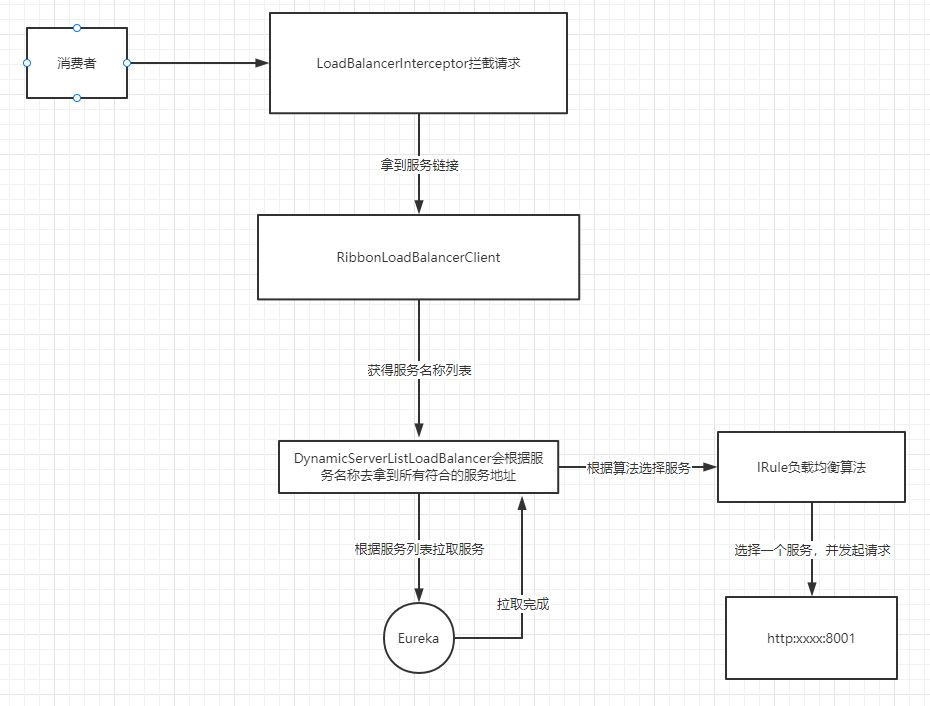 消费者
LoadBalancerInterceptor拦截请求
拿到服务链接
RibbonLoadBalancerClient
获得服务名称列表
DynamicServerListLoadBalancer会根据服
务名称去拿到所有符合的服务地址
根据算法选择服务
IRule负载均衡算法
根据服务列表拉取服务
选择一个服务，并发起请求
拉取完成
Eureka
http:xxxx:8001